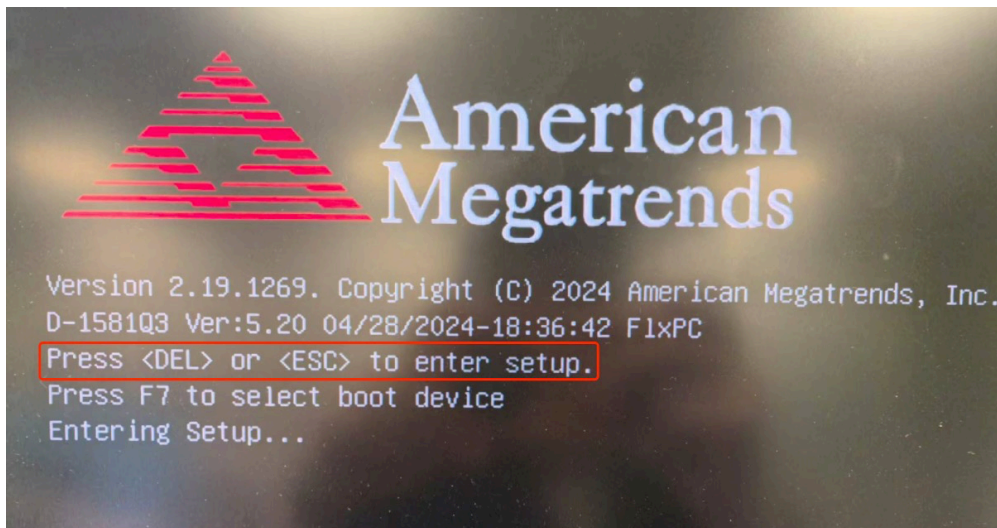 American
Megatrends
Version 2.19.1269. Copyright (C) 2024 American Megatrends, Inc.
D-1581Q3 Ver:5.20 04/28/2024-18:36:42 FlxPC
Press <DEL> or <ESC> to enter setup.
Press F7 to select boot device
Entering Setup...